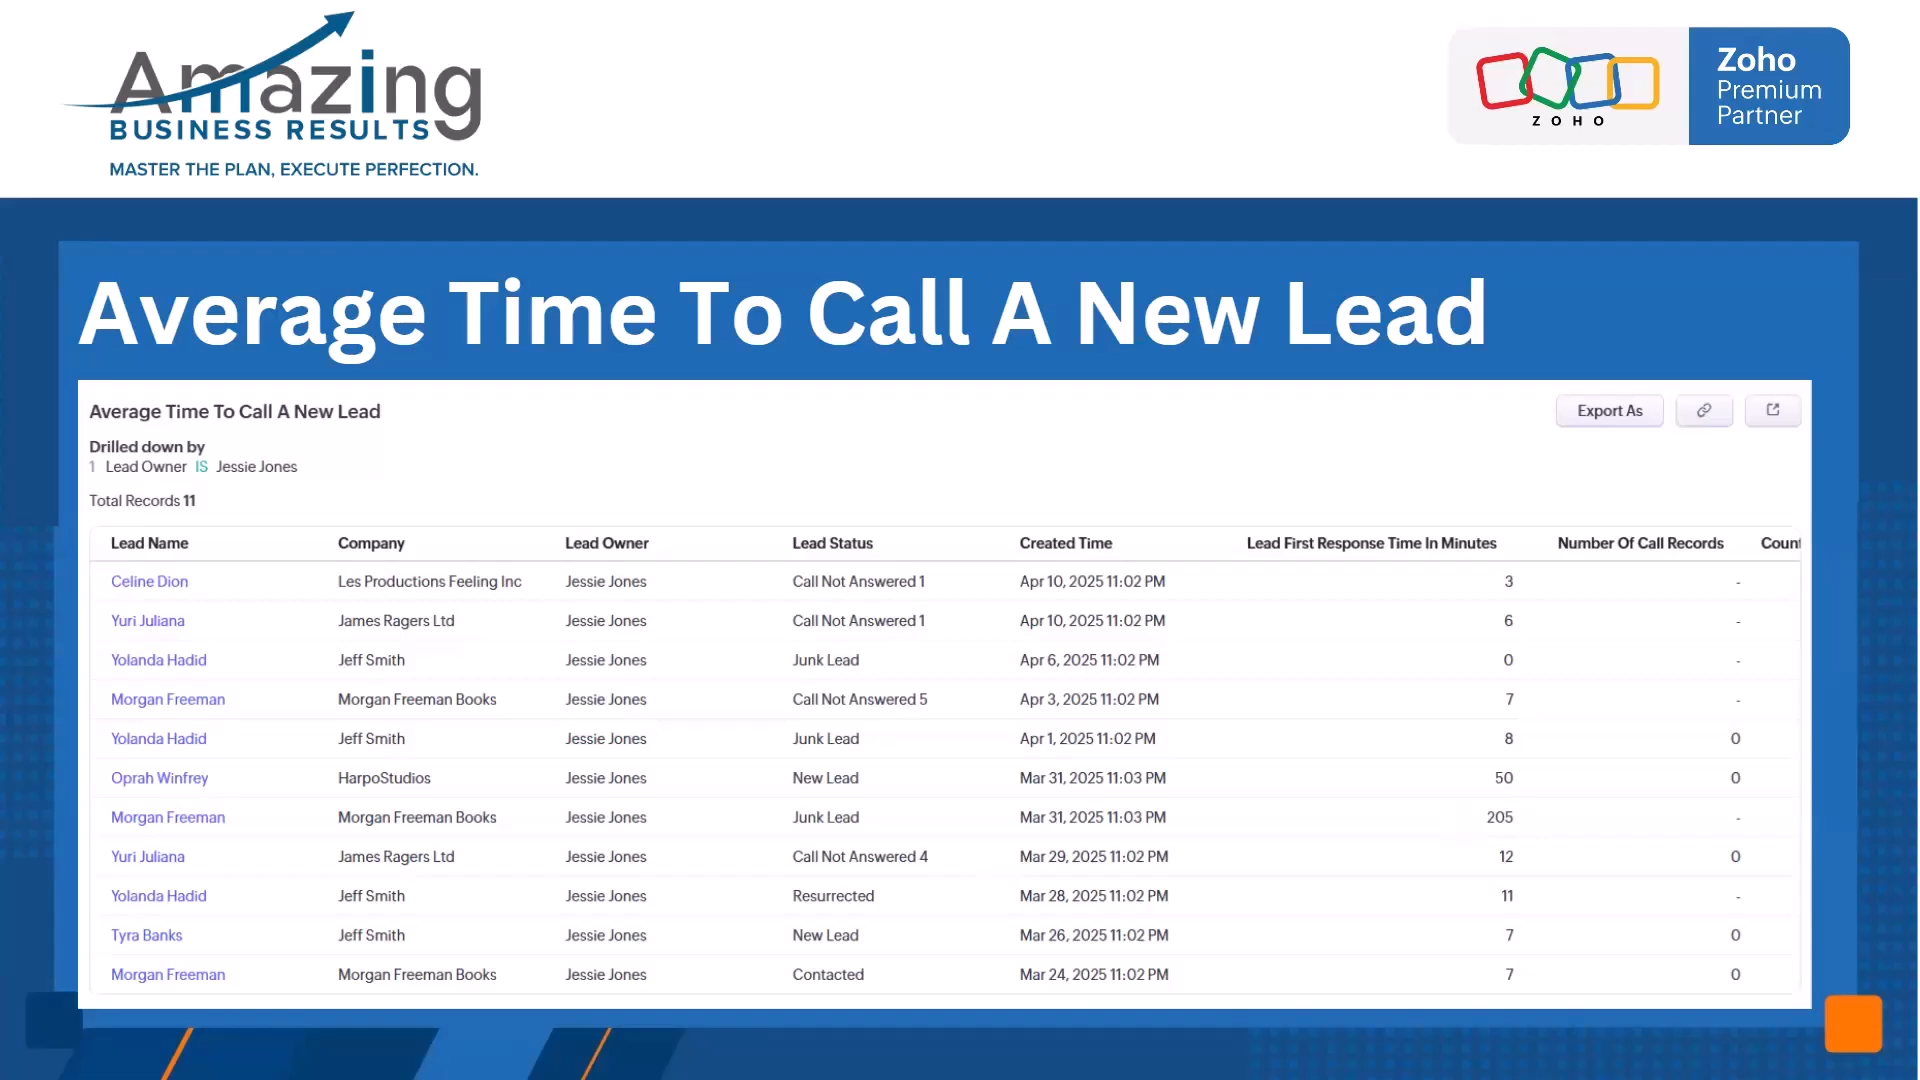 Amazing
BUSINESS RESULTS
MASTER THE PLAN, EXECUTE PERFECTION.
ZOHO
Zoho
Premium
Partner
Average Time To Call A New Lead
Average Time To Call A New Lead
Export As
Drilled down by
1 Lead Owner IS Jessie Jones
Total Records 11
Lead Name Company Lead Owner Lead Status Created Time Lead First Response Time In Minutes Number Of Call Records Count
Celine Dion Les Productions Feeling Inc Jessie Jones Call Not Answered 1 Apr 10, 2025 11:02 PM 3 -
Yuri Juliana James Ragers Ltd Jessie Jones Call Not Answered 1 Apr 10, 2025 11:02 PM 6 -
Yolanda Hadid Jeff Smith Jessie Jones Junk Lead Apr 6, 2025 11:02 PM 0 -
Morgan Freeman Morgan Freeman Books Jessie Jones Call Not Answered 5 Apr 3, 2025 11:02 PM 7 -
Yolanda Hadid Jeff Smith Jessie Jones Junk Lead Apr 1, 2025 11:02 PM 8 0
Oprah Winfrey HarpoStudios Jessie Jones New Lead Mar 31, 2025 11:03 PM 50 0
Morgan Freeman Morgan Freeman Books Jessie Jones Junk Lead Mar 31, 2025 11:03 PM 205 -
Yuri Juliana James Ragers Ltd Jessie Jones Call Not Answered 4 Mar 29, 2025 11:02 PM 12 0
Yolanda Hadid Jeff Smith Jessie Jones Resurrected Mar 28, 2025 11:02 PM 11 -
Tyra Banks Jeff Smith Jessie Jones New Lead Mar 26, 2025 11:02 PM 7 0
Morgan Freeman Morgan Freeman Books Jessie Jones Contacted Mar 24, 2025 11:02 PM 7 0